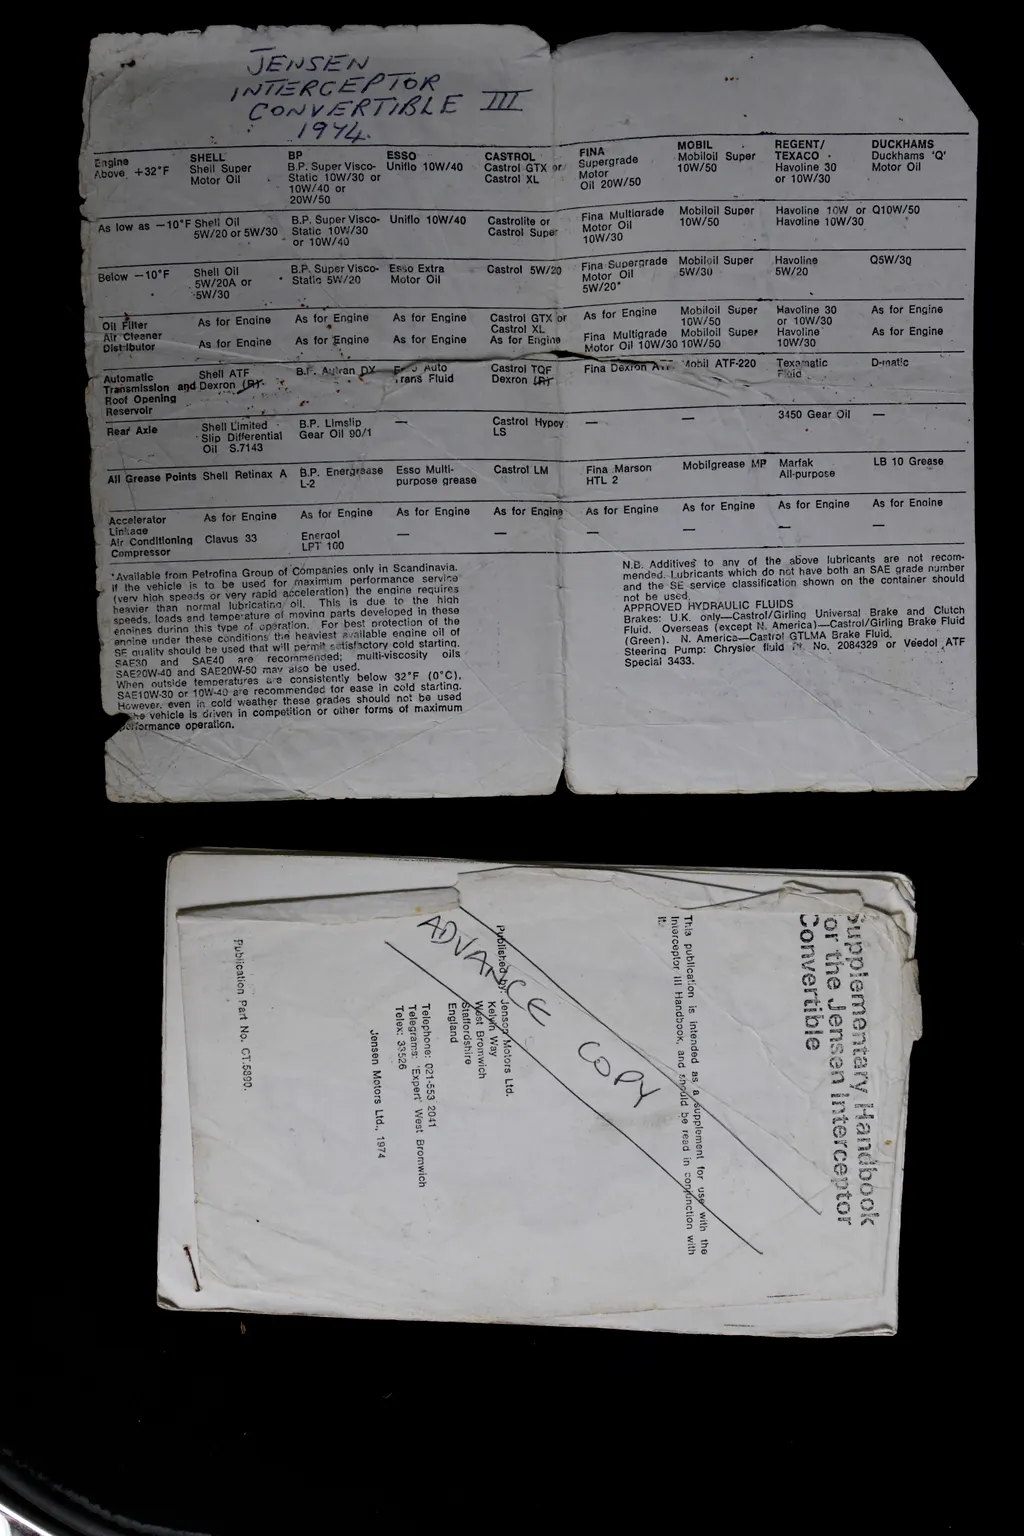 JENSEN
INTERCEPTOR
CONVERTIBLE III
1974.
Engine Above +32°F | SHELL Shell Super Motor Oil | BP B.P. Super Visco-Static 10W/30 or 10W/40 or 20W/50 | ESSO Uniflo 10W/40 | CASTROL Castrol GTX or Castrol XL | FINA Supergrade Motor Oil 20W/50 | MOBIL Mobiloil Super 10W/50 | REGENT/TEXACO Havoline 30 or 10W/30 | DUCKHAMS Duckhams 'Q' Motor Oil
As low as −10°F | Shell Oil 5W/20 or 5W/30 | B.P. Super Visco-Static 10W/30 or 10W/40 | Uniflo 10W/40 | Castrolite or Castrol Super | Fina Multigrade Motor Oil 10W/30 | Mobiloil Super 10W/50 | Havoline 10W or Havoline 10W/30 | Q10W/50
Below −10°F | Shell Oil 5W/20A or 5W/30 | B.P. Super Visco-Static 5W/20 | Esso Extra Motor Oil | Castrol 5W/20 | Fina Supergrade Motor Oil 5W/20* | Mobiloil Super 5W/30 | Havoline 5W/20 | Q5W/30
Oil Filter | As for Engine | As for Engine | As for Engine | Castrol GTX or Castrol XL | As for Engine | Mobiloil Super 10W/50 | Havoline 30 or 10W/30 | As for Engine
Air Cleaner Distributor | As for Engine | As for Engine | As for Engine | As for Engine | Fina Multigrade Motor Oil 10W/30 | Mobiloil Super 10W/50 | Havoline 10W/30 | As for Engine
Automatic Transmission and Roof Opening Reservoir | Shell ATF Dexron (R) | B.P. Autran DX | Auto Trans Fluid | Castrol TQF Dexron (R) | Fina Dexron ATF | Mobil ATF-220 | Texamatic Fluid | D-matic
Rear Axle | Shell Limited Slip Differential Oil S.7143 | B.P. Limslip Gear Oil 90/1 | — | Castrol Hypoy LS | — | — | 3450 Gear Oil | —
All Grease Points | Shell Retinax A | B.P. Energrease L-2 | Esso Multi-purpose grease | Castrol LM | Fina Marson HTL 2 | Mobilgrease MP | Marfak All-purpose | LB 10 Grease
Accelerator Linkage | As for Engine | As for Engine | As for Engine | As for Engine | As for Engine | As for Engine | As for Engine | As for Engine
Air Conditioning Compressor | Clavus 33 | Energol LPT 100 | — | — | — | — | — | —
*Available from Petrofina Group of Companies only in Scandinavia.
If the vehicle is to be used for maximum performance service
(very high speeds or very rapid acceleration) the engine requires
heavier than normal lubricating oil. This is due to the high
speeds, loads and temperature of moving parts developed in these
engines during this type of operation. For best protection of the
engine under these conditions the heaviest available engine oil of
SE quality should be used that will permit satisfactory cold starting.
SAE30 and SAE40 are recommended; multi-viscosity oils
SAE20W-40 and SAE20W-50 may also be used.
When outside temperatures are consistently below 32°F (0°C),
SAE10W-30 or 10W-40 are recommended for ease in cold starting.
However, even in cold weather these grades should not be used
the vehicle is driven in competition or other forms of maximum
performance operation.
N.B. Additives to any of the above lubricants are not recom-
mended. Lubricants which do not have both an SAE grade number
and the SE service classification shown on the container should
not be used.
APPROVED HYDRAULIC FLUIDS
Brakes: U.K. only—Castrol/Girling Universal Brake and Clutch
Fluid. Overseas (except N. America)—Castrol/Girling Brake Fluid
(Green). N. America—Castrol GTLMA Brake Fluid.
Steering Pump: Chrysler fluid Pt. No. 2084329 or Veedol ATF
Special 3433.
Supplementary Handbook
for the Jensen Interceptor
Convertible
This publication is intended as a supplement for use with the
Interceptor III Handbook, and should be read in conjunction with
it.
ADVANCE COPY
Published by: Jensen Motors Ltd.
Kelvin Way
West Bromwich
Staffordshire
England
Telephone: 021-553 2041
Telegrams: 'Expert' West Bromwich
Telex: 33526
Jensen Motors Ltd., 1974
Publication Part No. CT.5890